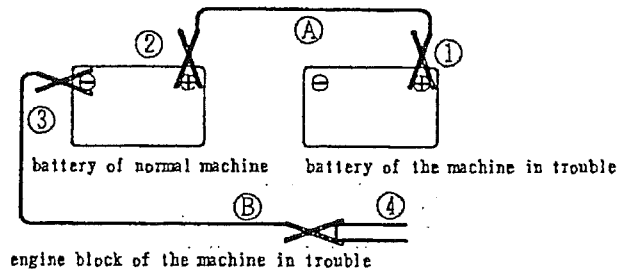 Ⓐ
② ①
⊖ ⊕ ⊖ ⊕
③
battery of normal machine battery of the machine in trouble
Ⓑ ④
engine block of the machine in trouble